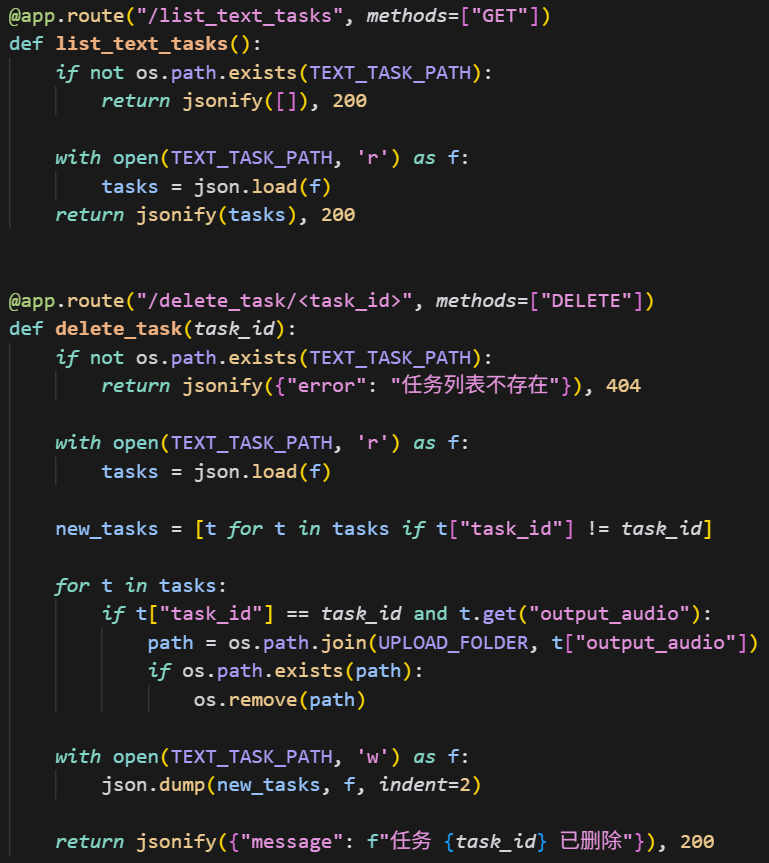 @app.route("/list_text_tasks", methods=["GET"])
def list_text_tasks():
    if not os.path.exists(TEXT_TASK_PATH):
        return jsonify([]), 200

    with open(TEXT_TASK_PATH, 'r') as f:
        tasks = json.load(f)
    return jsonify(tasks), 200


@app.route("/delete_task/<task_id>", methods=["DELETE"])
def delete_task(task_id):
    if not os.path.exists(TEXT_TASK_PATH):
        return jsonify({"error": "任务列表不存在"}), 404

    with open(TEXT_TASK_PATH, 'r') as f:
        tasks = json.load(f)

    new_tasks = [t for t in tasks if t["task_id"] != task_id]

    for t in tasks:
        if t["task_id"] == task_id and t.get("output_audio"):
            path = os.path.join(UPLOAD_FOLDER, t["output_audio"])
            if os.path.exists(path):
                os.remove(path)

    with open(TEXT_TASK_PATH, 'w') as f:
        json.dump(new_tasks, f, indent=2)

    return jsonify({"message": f"任务 {task_id} 已删除"}), 200